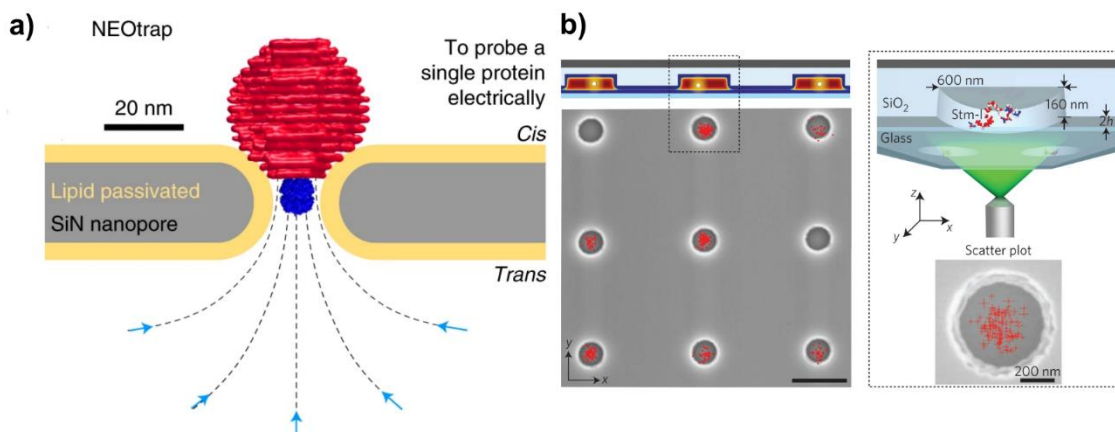 a)
NEOtrap
To probe a
single protein
electrically
20 nm
Cis
Lipid passivated
SiN nanopore
Trans
b)
y
x
600 nm
SiO2
Stm-I
160 nm
2h
Glass
z
y
x
Scatter plot
200 nm